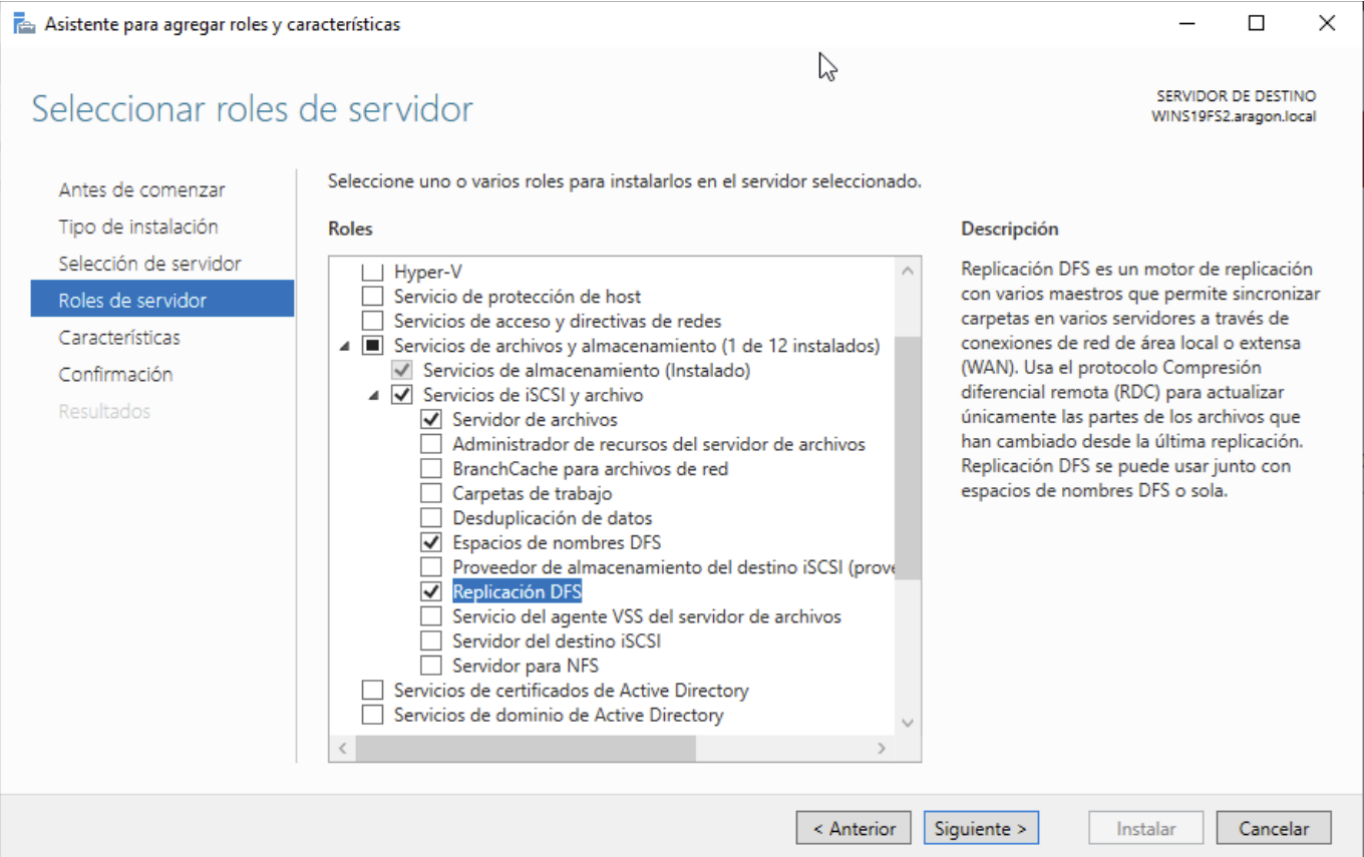 Asistente para agregar roles y características
Seleccionar roles de servidor
SERVIDOR DE DESTINO
WINS19FS2.aragon.local
Antes de comenzar
Tipo de instalación
Selección de servidor
Roles de servidor
Características
Confirmación
Resultados
Seleccione uno o varios roles para instalarlos en el servidor seleccionado.
Roles
Hyper-V
Servicio de protección de host
Servicios de acceso y directivas de redes
Servicios de archivos y almacenamiento (1 de 12 instalados)
Servicios de almacenamiento (Instalado)
Servicios de iSCSI y archivo
Servidor de archivos
Administrador de recursos del servidor de archivos
BranchCache para archivos de red
Carpetas de trabajo
Desduplicación de datos
Espacios de nombres DFS
Proveedor de almacenamiento del destino iSCSI (prove
Replicación DFS
Servicio del agente VSS del servidor de archivos
Servidor del destino iSCSI
Servidor para NFS
Servicios de certificados de Active Directory
Servicios de dominio de Active Directory
Descripción
Replicación DFS es un motor de replicación
con varios maestros que permite sincronizar
carpetas en varios servidores a través de
conexiones de red de área local o extensa
(WAN). Usa el protocolo Compresión
diferencial remota (RDC) para actualizar
únicamente las partes de los archivos que
han cambiado desde la última replicación.
Replicación DFS se puede usar junto con
espacios de nombres DFS o sola.
< Anterior
Siguiente >
Instalar
Cancelar